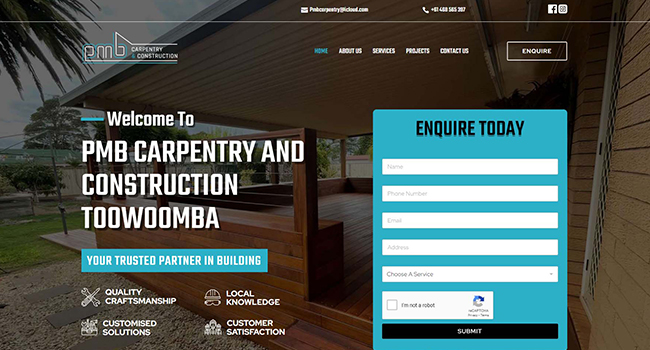 Pmbcarpentry@icloud.com
+61 468 565 207
pmb CARPENTRY & CONSTRUCTION
HOME ABOUT US SERVICES PROJECTS CONTACT US
ENQUIRE
Welcome To
PMB CARPENTRY AND
CONSTRUCTION
TOOWOOMBA
YOUR TRUSTED PARTNER IN BUILDING
QUALITY
CRAFTSMANSHIP
LOCAL
KNOWLEDGE
CUSTOMISED
SOLUTIONS
CUSTOMER
SATISFACTION
ENQUIRE TODAY
Name
Phone Number
Email
Address
Choose A Service
I'm not a robot
reCAPTCHA
Privacy - Terms
SUBMIT